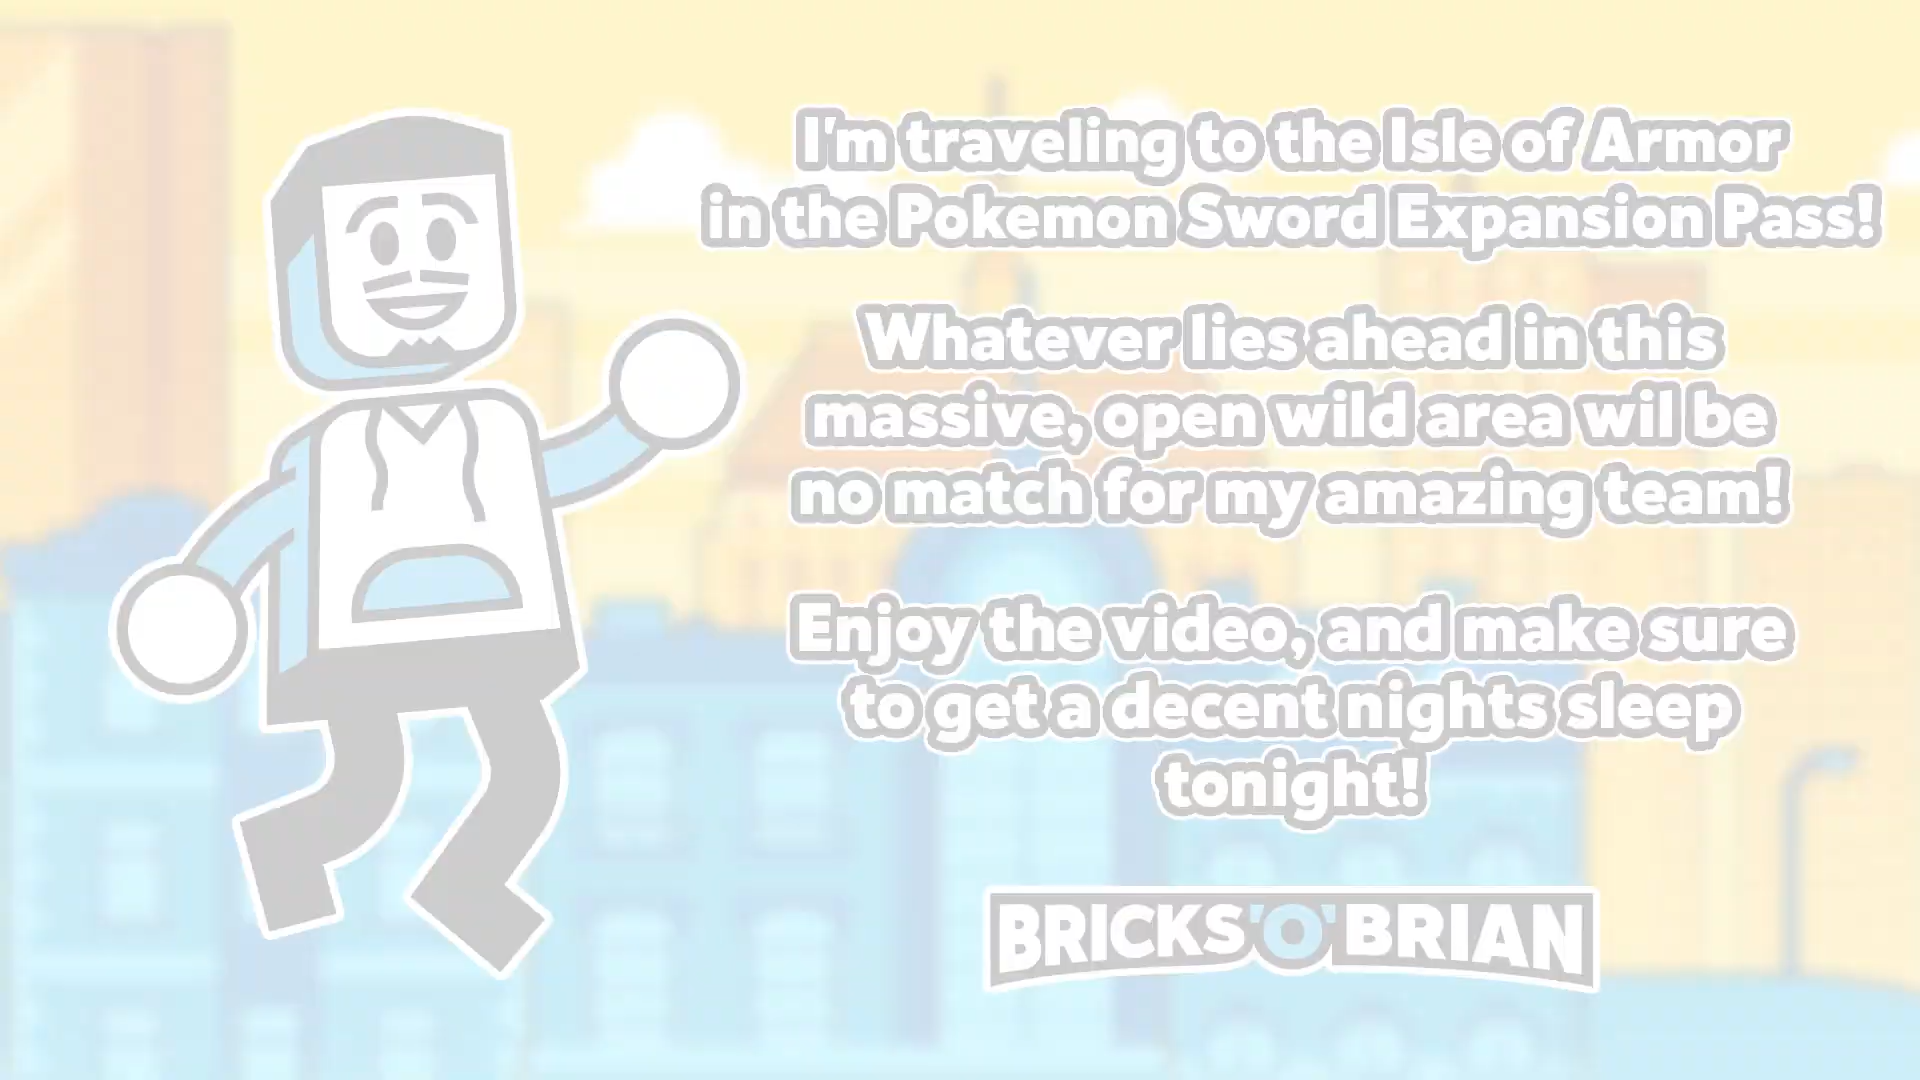 I'm traveling to the Isle of Armor
in the Pokemon Sword Expansion Pass!
Whatever lies ahead in this
massive, open wild area wil be
no match for my amazing team!
Enjoy the video, and make sure
to get a decent nights sleep
tonight!
BRICKS'O'BRIAN